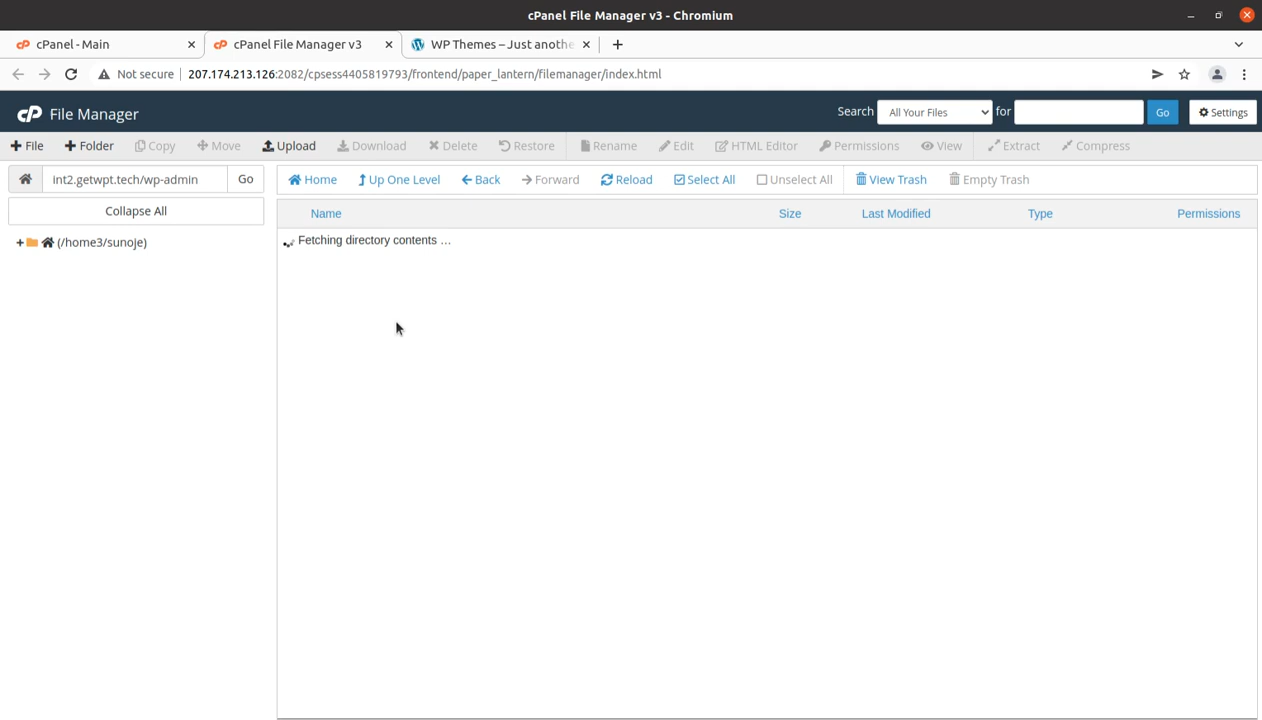 cPanel File Manager v3 - Chromium
cPanel - Main
cPanel File Manager v3
WP Themes – Just anothe
Not secure
207.174.213.126:2082/cpsess4405819793/frontend/paper_lantern/filemanager/index.html
cP File Manager
Search All Your Files for Go Settings
File Folder Copy Move Upload Download Delete Restore Rename Edit HTML Editor Permissions View Extract Compress
int2.getwpt.tech/wp-admin Go
Home Up One Level Back Forward Reload Select All Unselect All View Trash Empty Trash
Collapse All
Name Size Last Modified Type Permissions
(/home3/sunoje)
Fetching directory contents ...